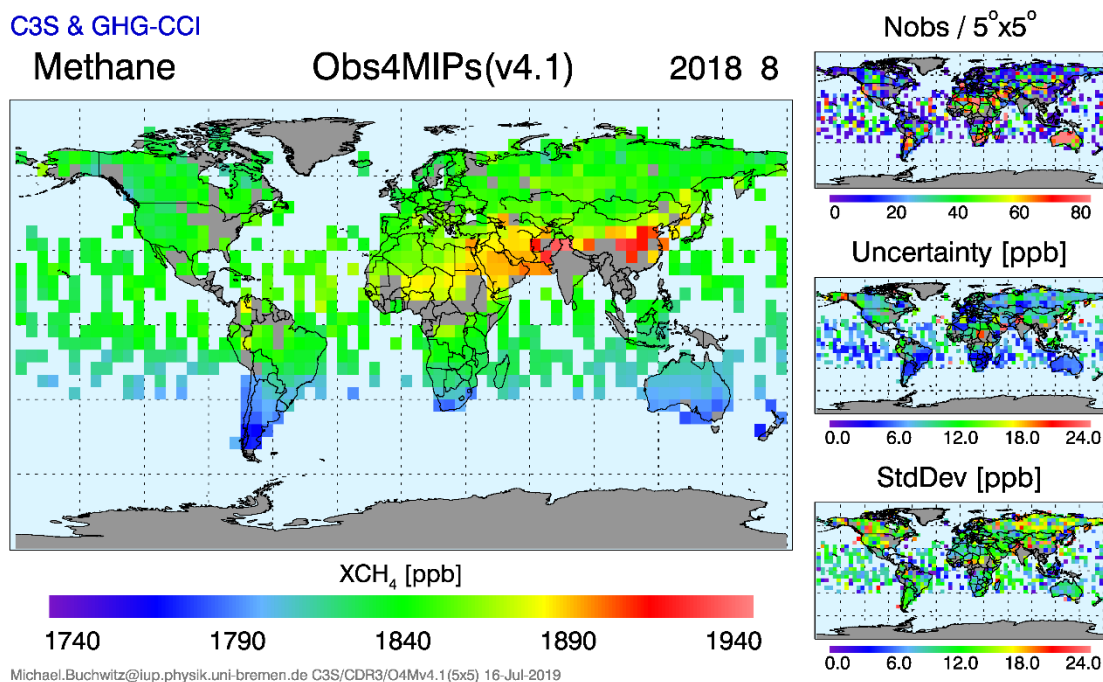 C3S & GHG-CCI
Methane Obs4MIPs(v4.1) 2018 8
XCH₄ [ppb]
1740 1790 1840 1890 1940
Michael.Buchwitz@iup.physik.uni-bremen.de C3S/CDR3/O4Mv4.1(5x5) 16-Jul-2019
Nobs / 5°x5°
0 20 40 60 80
Uncertainty [ppb]
0.0 6.0 12.0 18.0 24.0
StdDev [ppb]
0.0 6.0 12.0 18.0 24.0